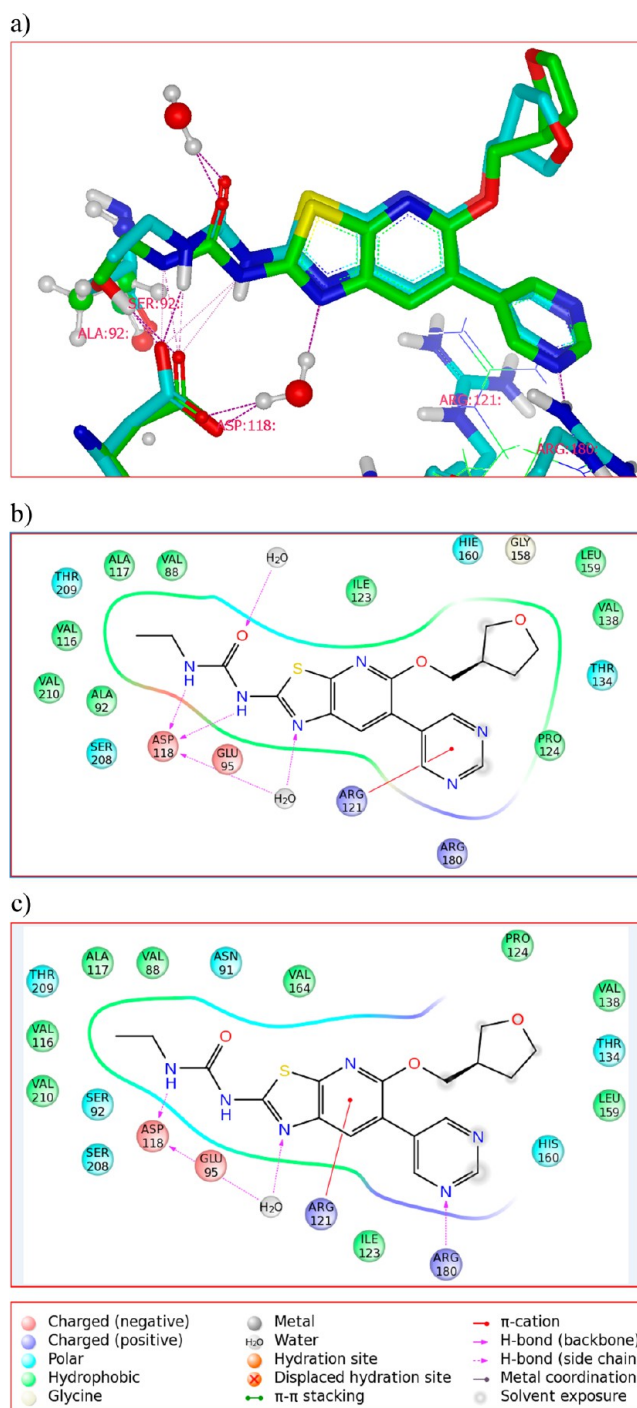 a)
SER:92:
ALA:92:
ASP:118:
ARG:121:
ARG:180:
b)
H₂O
HIE 160
GLY 158
LEU 159
ALA 117
VAL 88
THR 209
ILE 123
VAL 138
VAL 116
O
N
O
O
THR 134
VAL 210
ALA 92
N H
N H
S
N
N
PRO 124
SER 208
ASP 118
GLU 95
H₂O
ARG 121
N
ARG 180
c)
PRO 124
ALA 117
VAL 88
ASN 91
VAL 164
THR 209
VAL 138
VAL 116
O
N
O
O
THR 134
VAL 210
SER 92
N H
N H
S
N
N
LEU 159
SER 208
ASP 118
GLU 95
HIS 160
H₂O
ARG 121
N
ILE 123
ARG 180
Charged (negative)
Charged (positive)
Polar
Hydrophobic
Glycine
Metal
H₂O Water
Hydration site
Displaced hydration site
π-π stacking
π-cation
H-bond (backbone)
H-bond (side chain)
Metal coordination
Solvent exposure